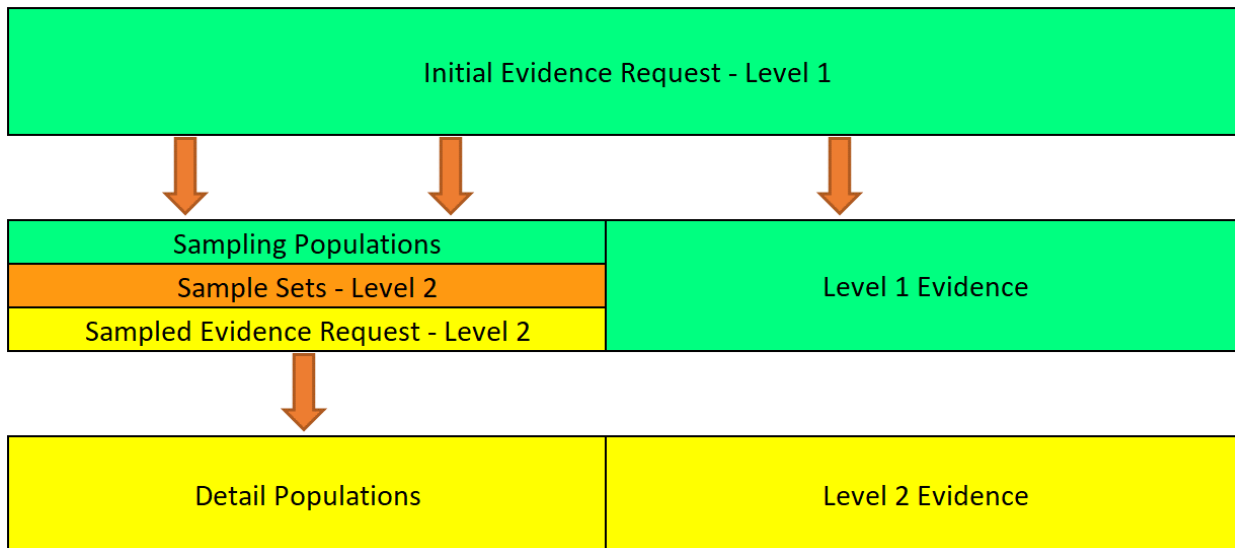 Initial Evidence Request - Level 1
Sampling Populations
Sample Sets - Level 2
Sampled Evidence Request - Level 2
Level 1 Evidence
Detail Populations
Level 2 Evidence